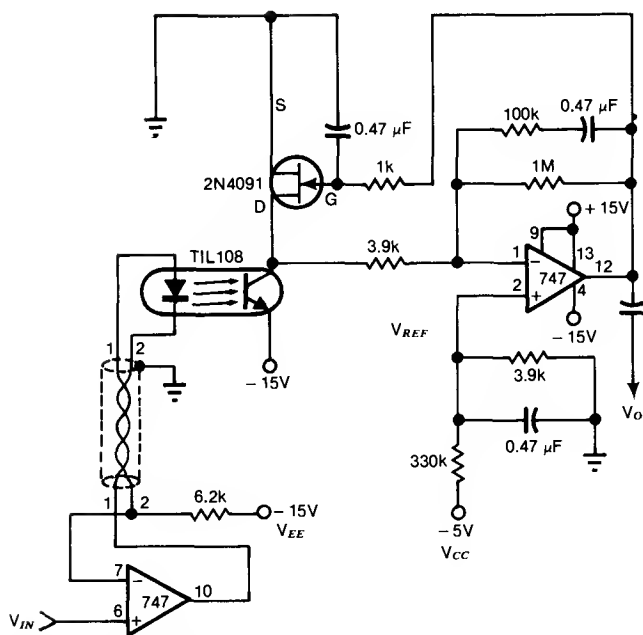 S
0.47 µF
100k
0.47 µF
2N4091
G
1k
1M
D
+ 15V
TIL108
9
13
3.9k
1
−
747
12
2
+
4
− 15V
V_REF
1
2
− 15V
3.9k
V_O
0.47 µF
330k
1
2
6.2k
− 15V
V_EE
− 5V
V_CC
7
−
10
747
V_IN
6
+